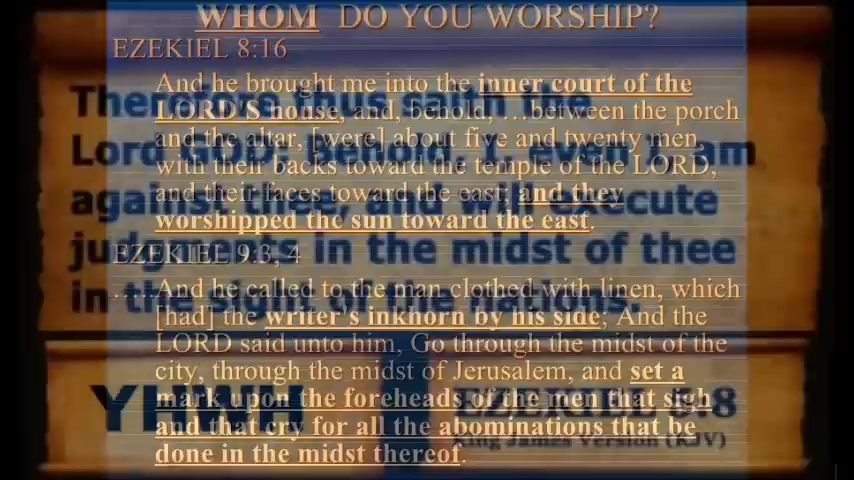 WHOM DO YOU WORSHIP?
EZEKIEL 8:16
And he brought me into the inner court of the
LORD'S house, and, behold, …between the porch
and the altar, [were] about five and twenty men,
with their backs toward the temple of the LORD,
and their faces toward the east; and they
worshipped the sun toward the east.
EZEKIEL 9:3, 4
…..And he called to the man clothed with linen, which
[had] the writer's inkhorn by his side; And the
LORD said unto him, Go through the midst of the
city, through the midst of Jerusalem, and set a
mark upon the foreheads of the men that sigh
and that cry for all the abominations that be
done in the midst thereof.
Therefore thus saith the
Lord GOD; Behold, I, even I, am
against thee, and will execute
judgments in the midst of thee
in the sight of the nations.
YHWH
EZEKIEL 5:8
King James Version (KJV)